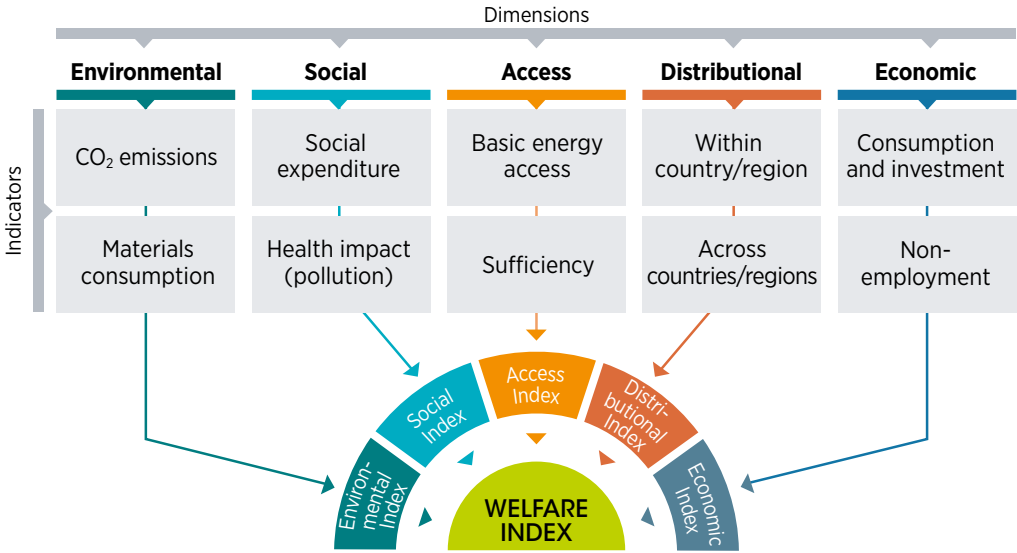 Dimensions
Environmental
Social
Access
Distributional
Economic
Indicators
CO₂ emissions
Social
expenditure
Basic energy
access
Within
country/region
Consumption
and investment
Materials
consumption
Health impact
(pollution)
Sufficiency
Across
countries/regions
Non-
employment
Environ-
mental
Index
Social
Index
Access
Index
Distri-
butional
Index
Economic
Index
WELFARE
INDEX